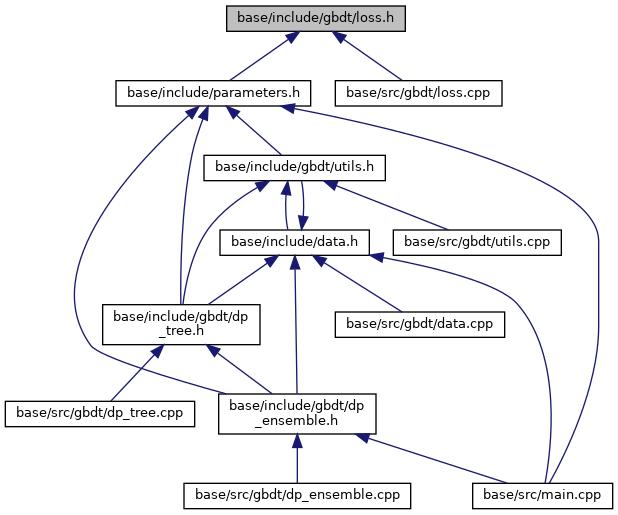 base/include/gbdt/loss.h
base/include/parameters.h
base/src/gbdt/loss.cpp
base/include/gbdt/utils.h
base/include/data.h
base/src/gbdt/utils.cpp
base/include/gbdt/dp
_tree.h
base/src/gbdt/data.cpp
base/src/gbdt/dp_tree.cpp
base/include/gbdt/dp
_ensemble.h
base/src/gbdt/dp_ensemble.cpp
base/src/main.cpp